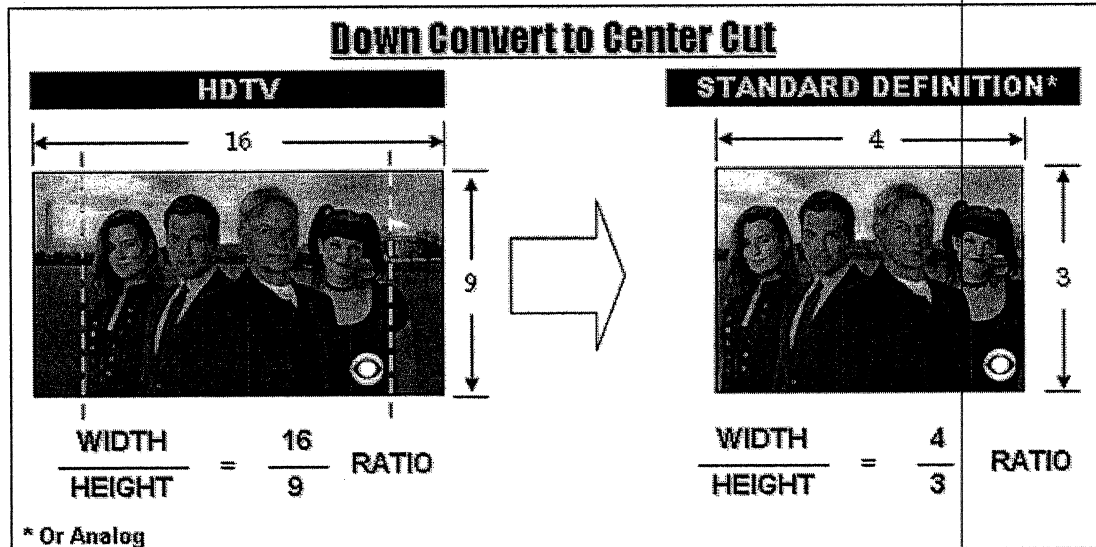 Down Convert to Center Cut
HDTV
STANDARD DEFINITION*
16
4
9
3
WIDTH
HEIGHT
=
16
9
RATIO
WIDTH
HEIGHT
=
4
3
RATIO
* Or Analog